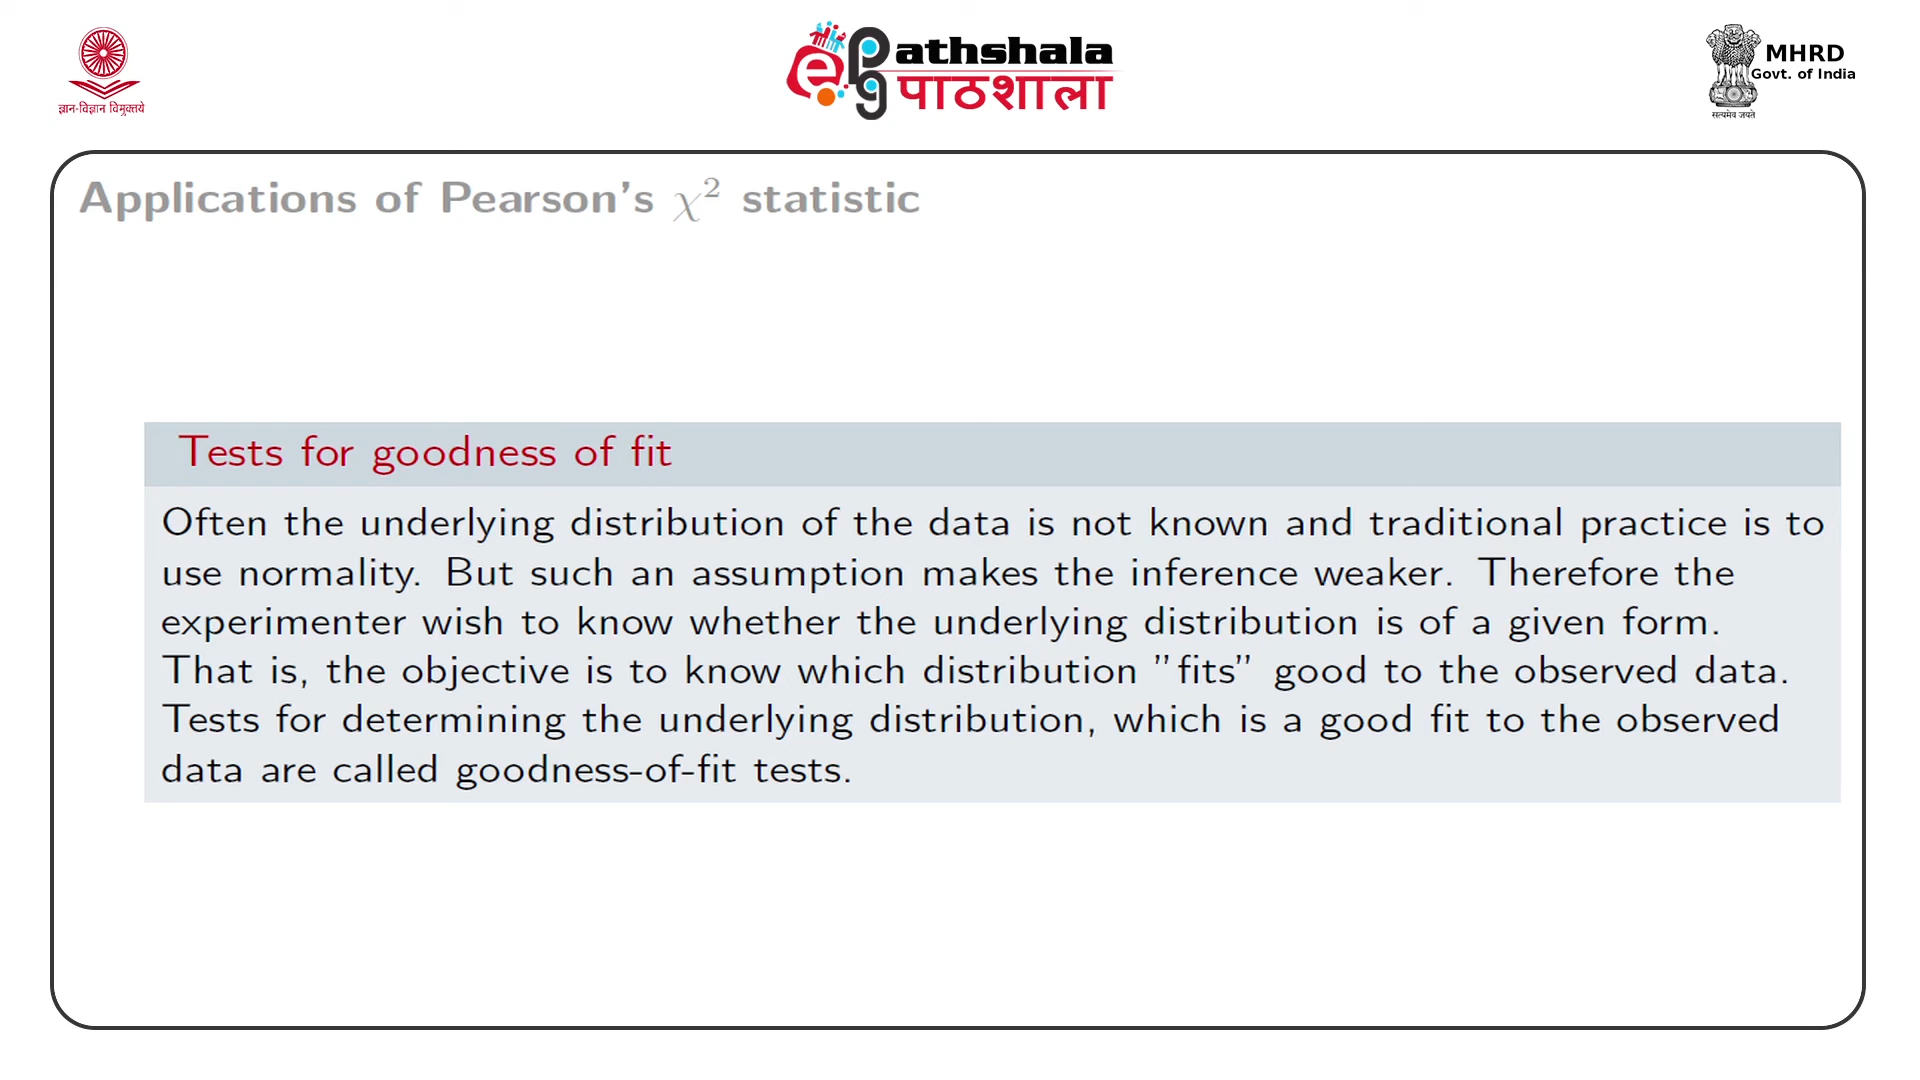 ज्ञान-विज्ञान विमुक्तये
ePathshala
पाठशाला
MHRD
Govt. of India
सत्यमेव जयते
Applications of Pearson's χ² statistic
Tests for goodness of fit
Often the underlying distribution of the data is not known and traditional practice is to
use normality. But such an assumption makes the inference weaker. Therefore the
experimenter wish to know whether the underlying distribution is of a given form.
That is, the objective is to know which distribution ”fits” good to the observed data.
Tests for determining the underlying distribution, which is a good fit to the observed
data are called goodness-of-fit tests.